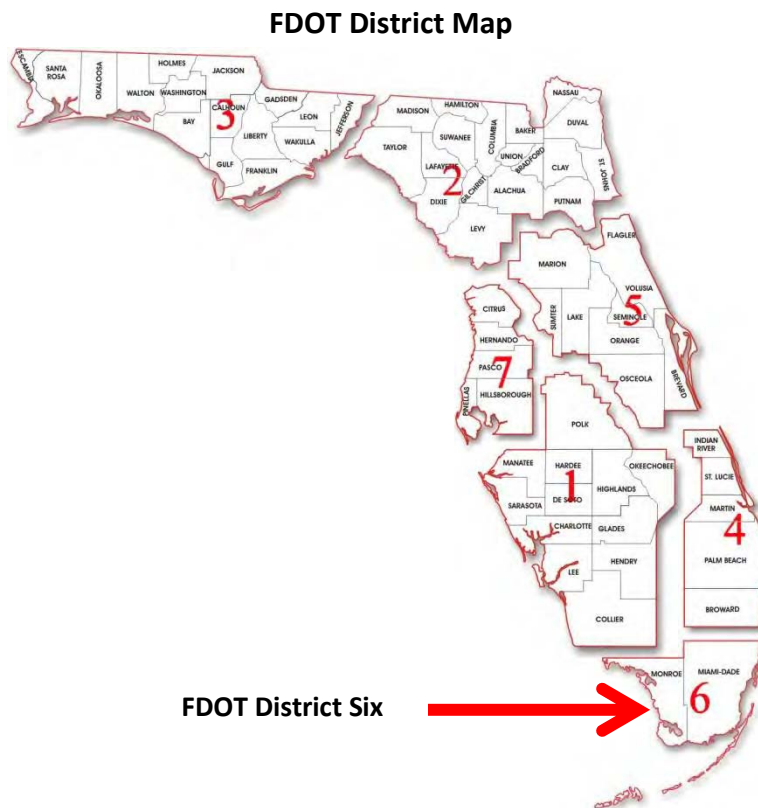 FDOT District Map
ESCAMBIA
SANTA
ROSA
OKALOOSA
WALTON
HOLMES
WASHINGTON
JACKSON
BAY
CALHOUN
3
GULF
GADSDEN
LIBERTY
FRANKLIN
LEON
WAKULLA
JEFFERSON
MADISON
HAMILTON
TAYLOR
SUWANEE
LAFAYETTE
2
DIXIE
GILCHRIST
COLUMBIA
BAKER
UNION
BRADFORD
ALACHUA
LEVY
NASSAU
DUVAL
CLAY
ST. JOHNS
PUTNAM
FLAGLER
MARION
VOLUSIA
5
SUMTER
LAKE
SEMINOLE
ORANGE
OSCEOLA
BREVARD
CITRUS
HERNANDO
PASCO
7
PINELLAS
HILLSBOROUGH
POLK
MANATEE
HARDEE
OKEECHOBEE
1
HIGHLANDS
SARASOTA
DE SOTO
CHARLOTTE
GLADES
LEE
HENDRY
COLLIER
INDIAN
RIVER
ST. LUCIE
MARTIN
4
PALM BEACH
BROWARD
MONROE
MIAMI-DADE
6
FDOT District Six